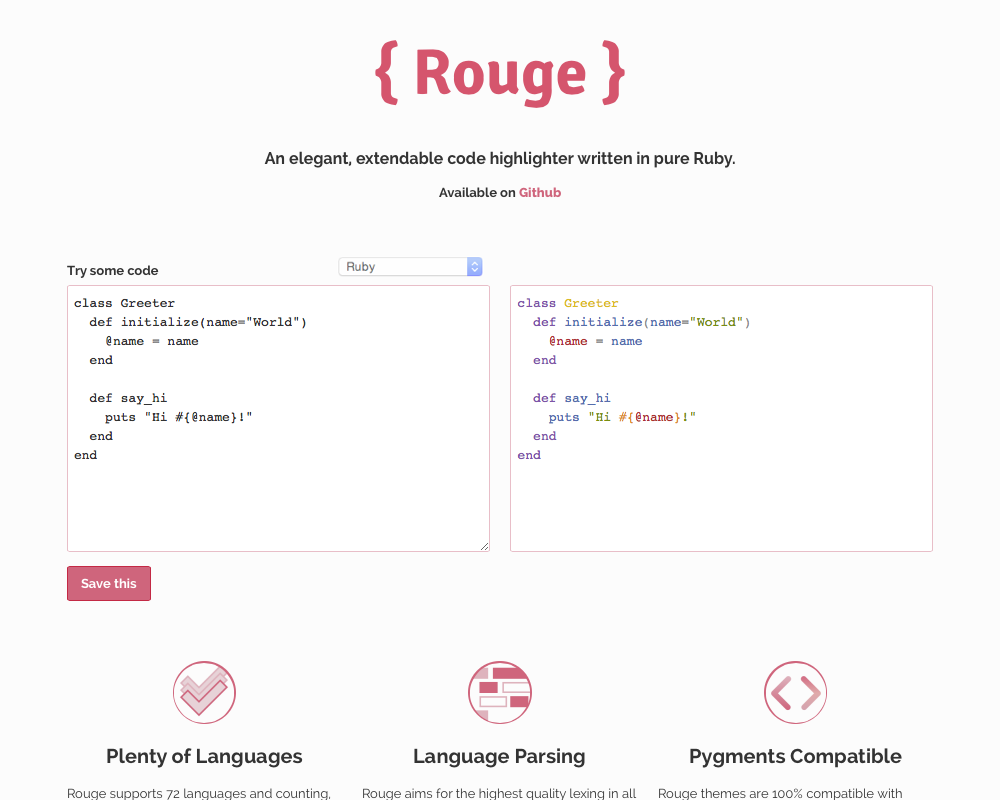 { Rouge }
An elegant, extendable code highlighter written in pure Ruby.
Available on Github
Try some code
Ruby
class Greeter
  def initialize(name="World")
    @name = name
  end

  def say_hi
    puts "Hi #{@name}!"
  end
end
class Greeter
  def initialize(name="World")
    @name = name
  end

  def say_hi
    puts "Hi #{@name}!"
  end
end
Save this
Plenty of Languages
Rouge supports 72 languages and counting,
Language Parsing
Rouge aims for the highest quality lexing in all
Pygments Compatible
Rouge themes are 100% compatible with